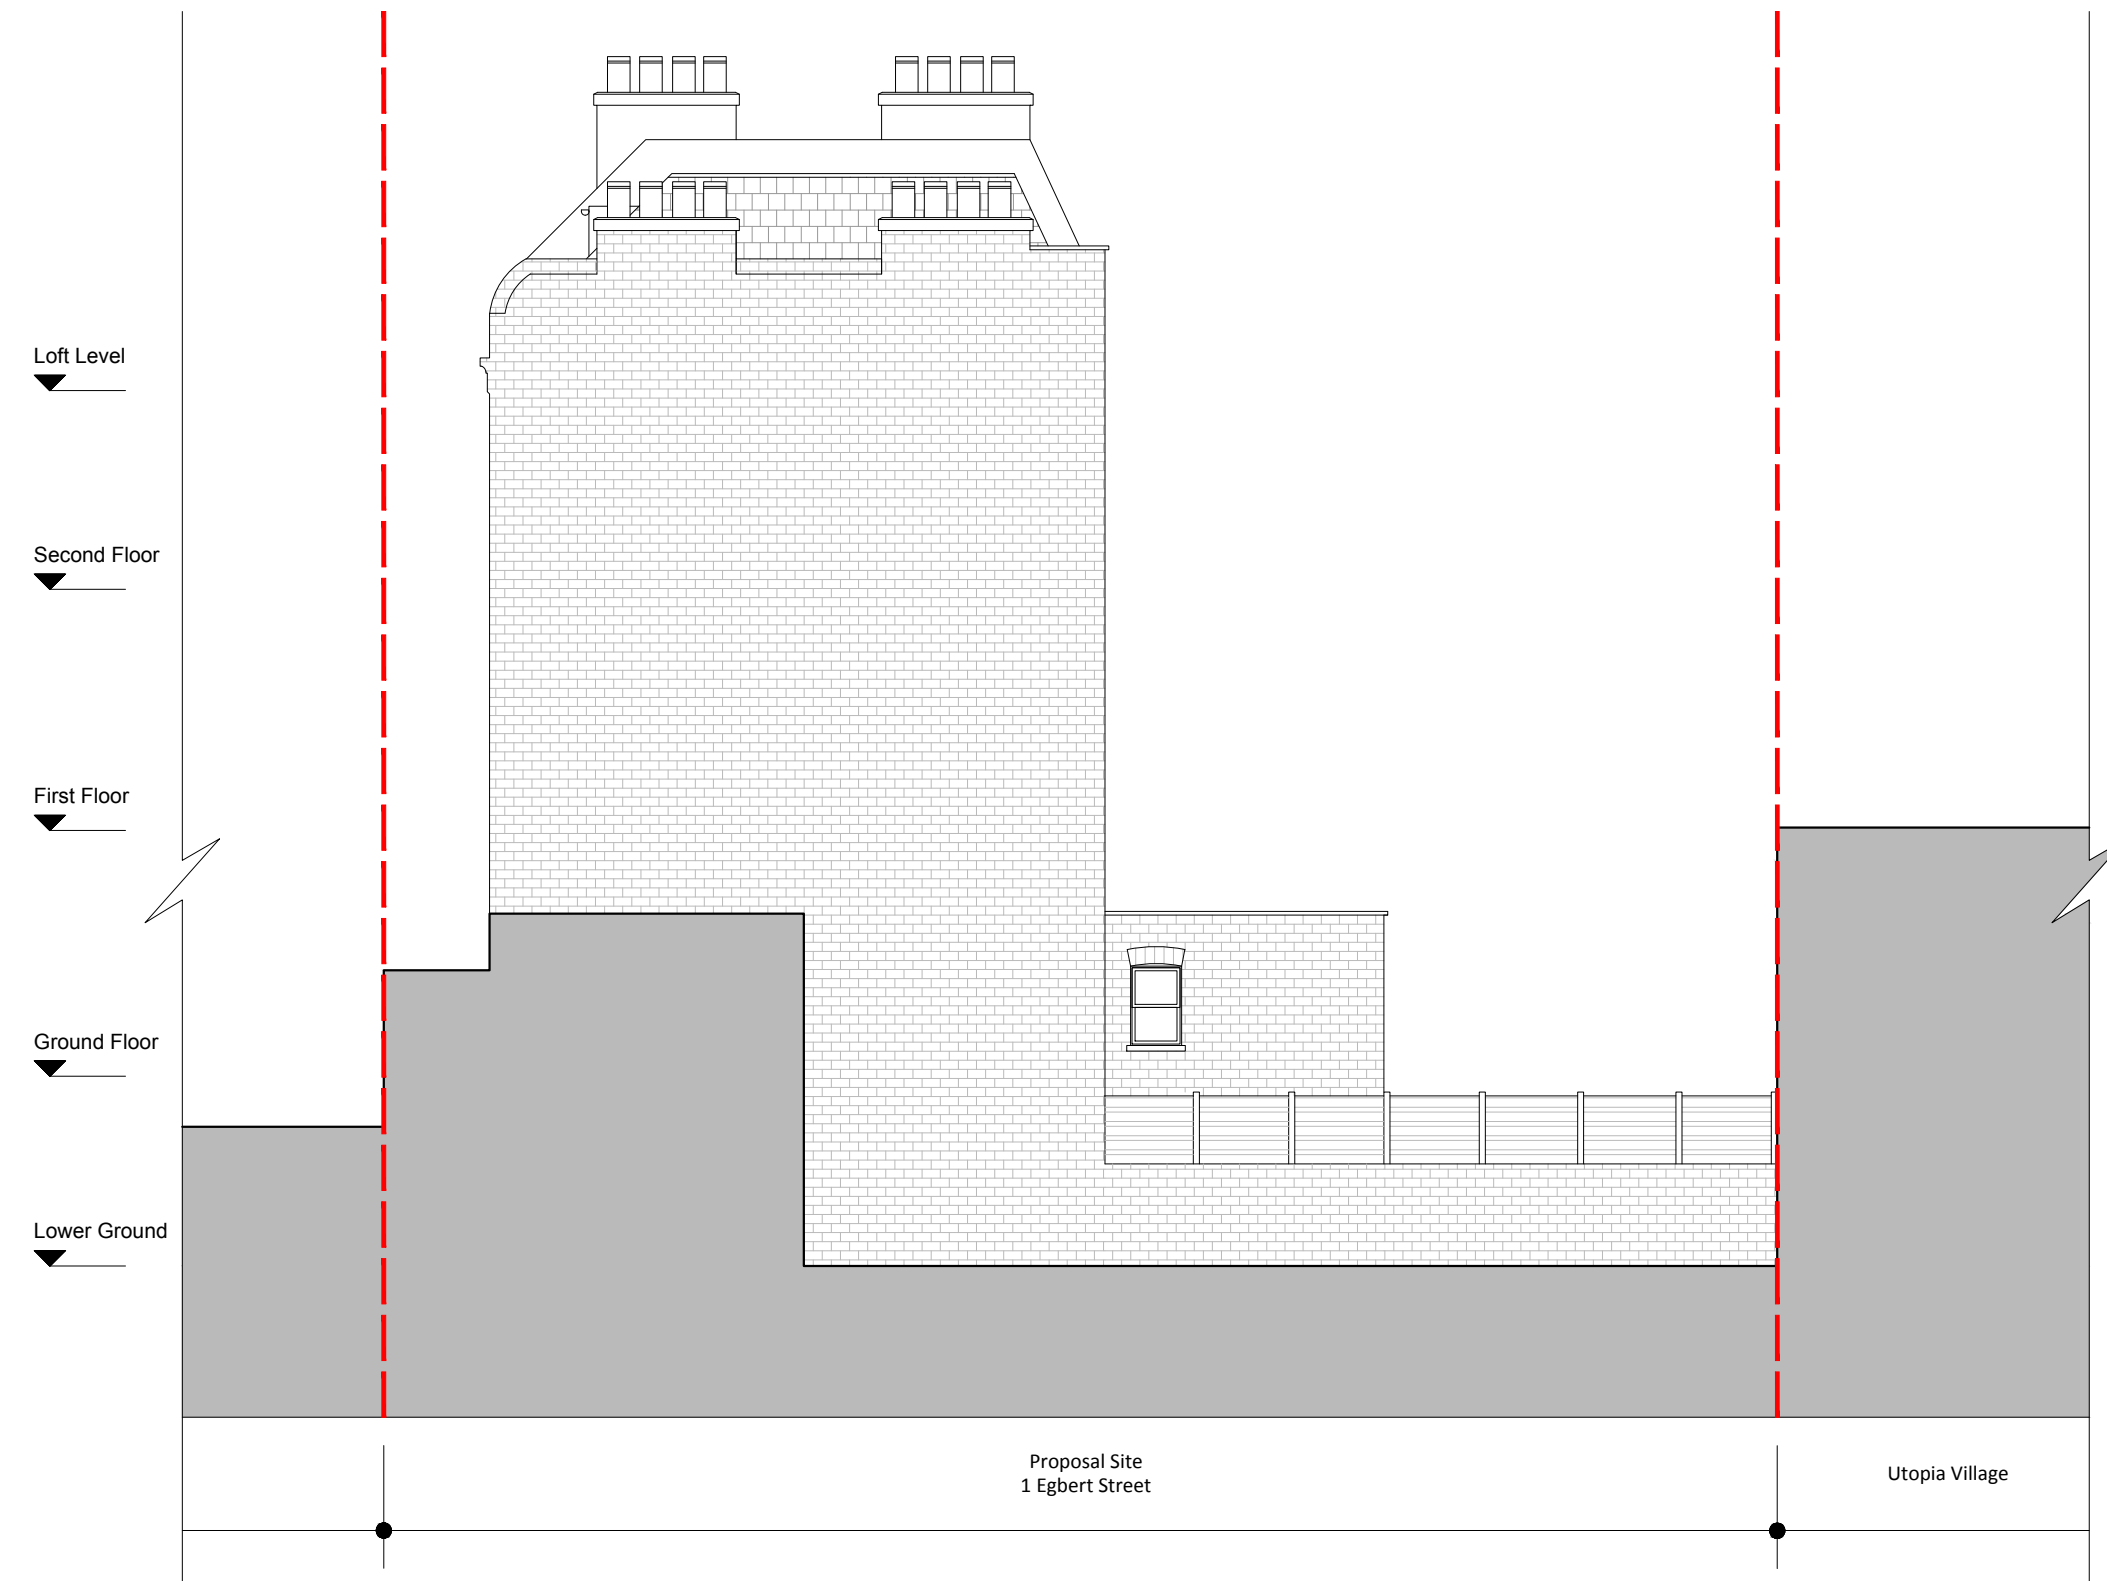 Loft Level
Second Floor
First Floor
Ground Floor
Lower Ground
Proposal Site
1 Egbert Street
Utopia Village